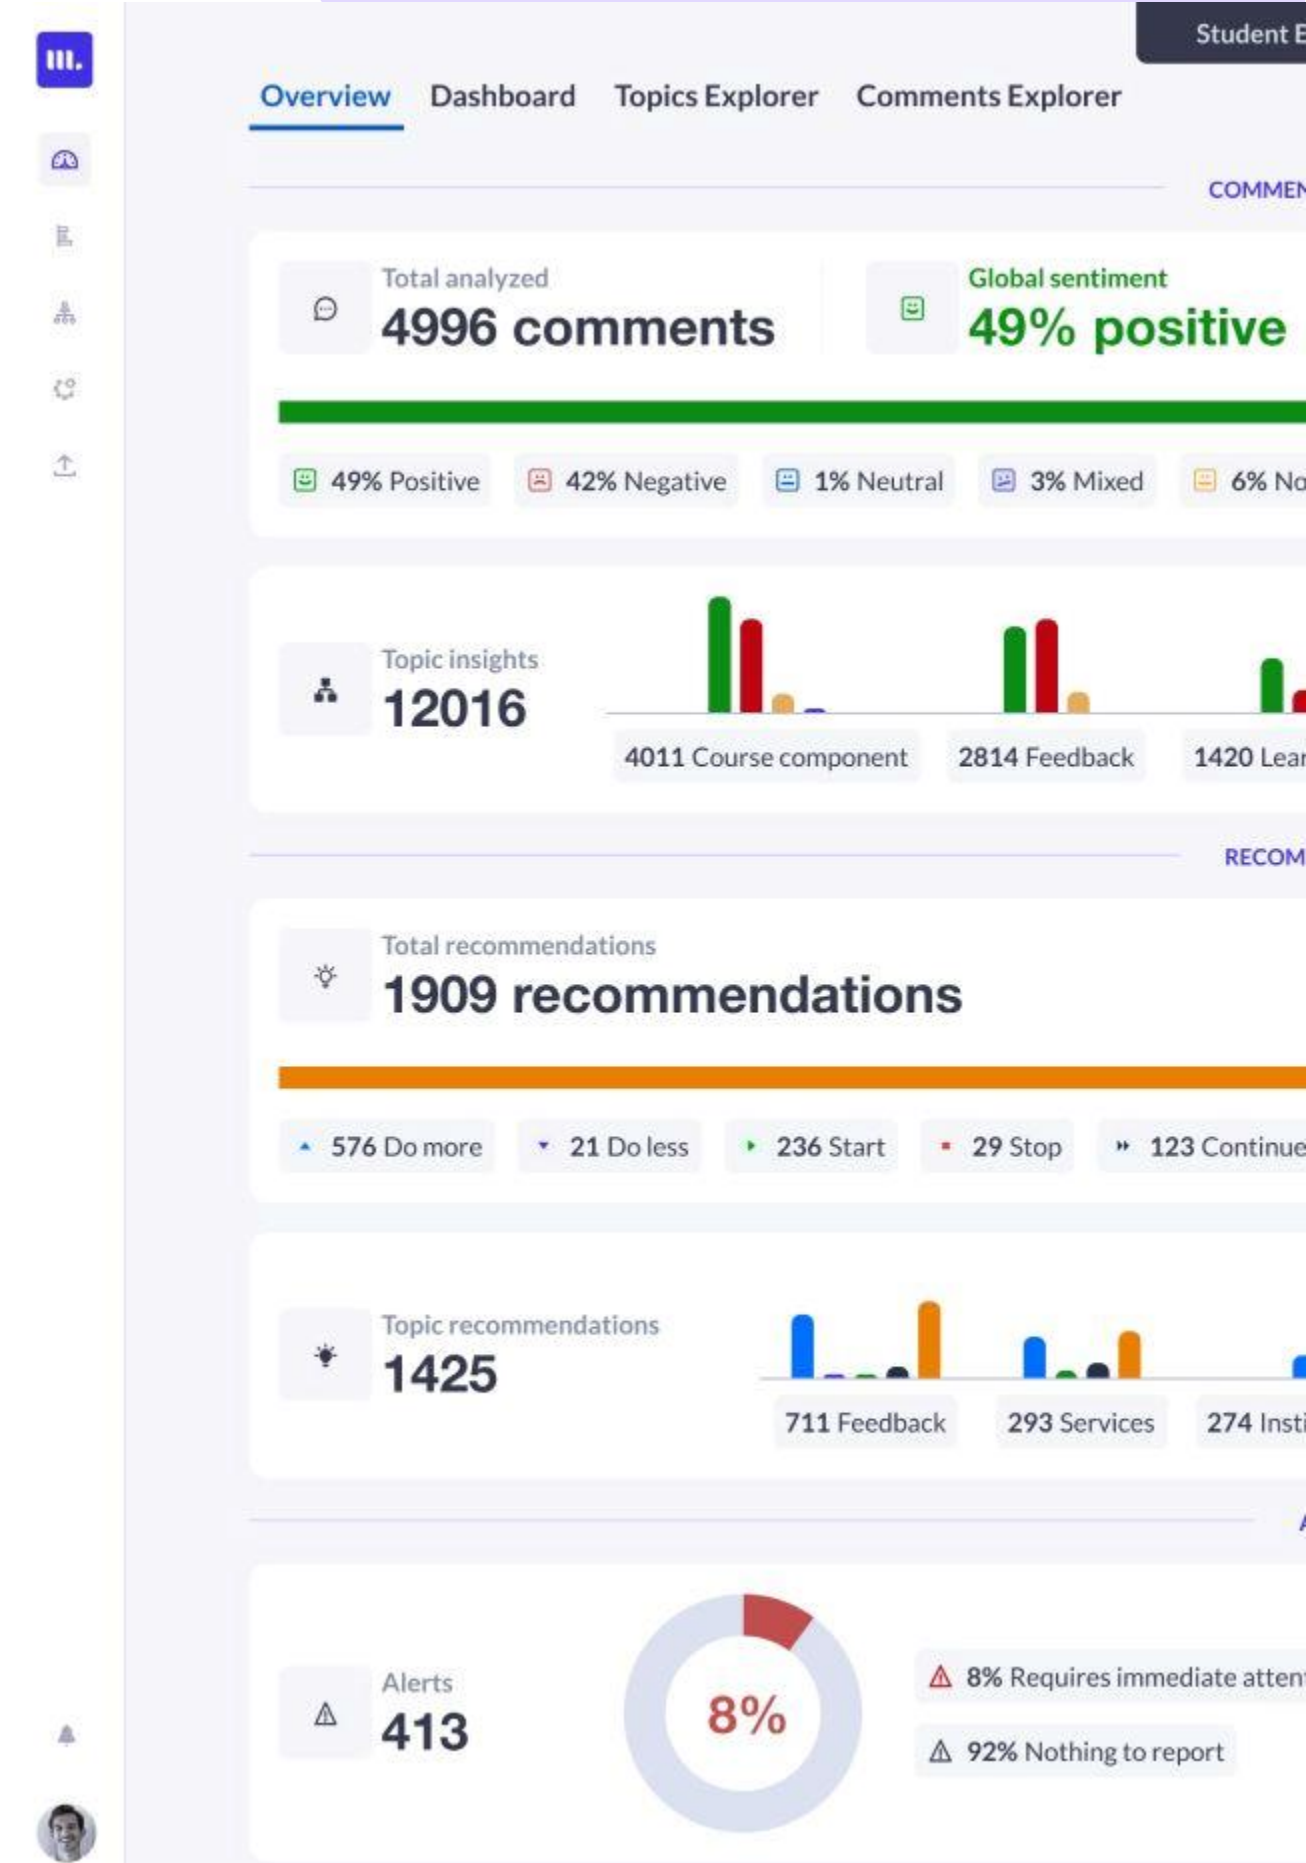 m.
Student E
Overview Dashboard Topics Explorer Comments Explorer
COMMEN
Total analyzed
4996 comments
Global sentiment
49% positive
49% Positive 42% Negative 1% Neutral 3% Mixed 6% No
Topic insights
12016
4011 Course component 2814 Feedback 1420 Lear
RECOM
Total recommendations
1909 recommendations
576 Do more 21 Do less 236 Start 29 Stop 123 Continue
Topic recommendations
1425
711 Feedback 293 Services 274 Insti
A
Alerts
413
8%
8% Requires immediate attent
92% Nothing to report